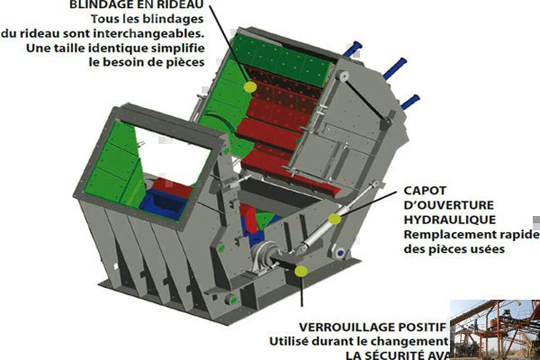 BLINDAGE EN RIDEAU
Tous les blindages
du rideau sont interchangeables.
Une taille identique simplifie
le besoin de pièces
CAPOT
D'OUVERTURE
HYDRAULIQUE
Remplacement rapide
des pièces usées
VERROUILLAGE POSITIF
Utilisé durant le changement
LA SÉCURITÉ AVA